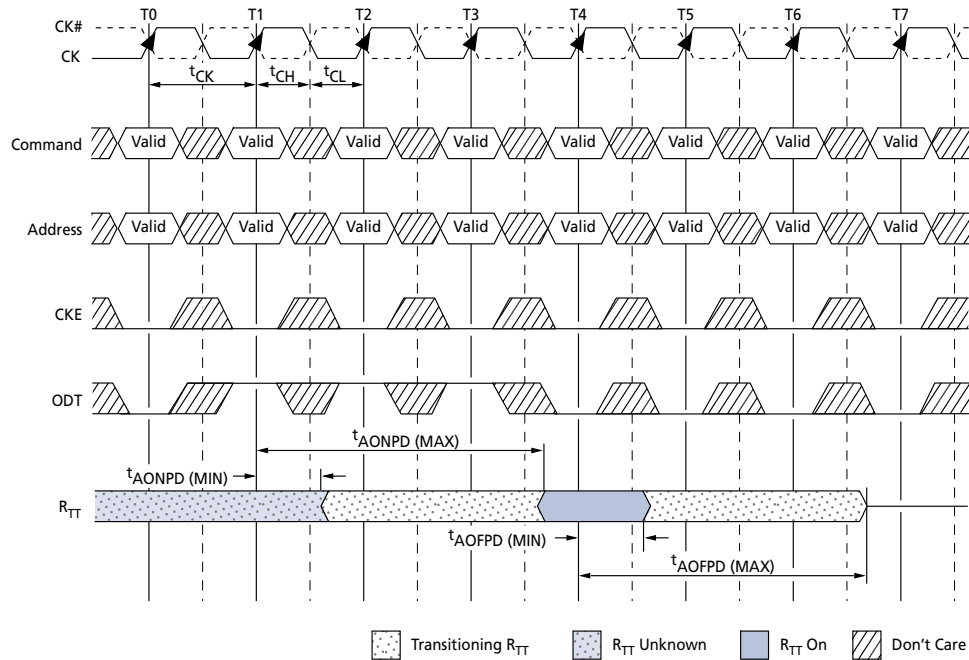 T0 T1 T2 T3 T4 T5 T6 T7
CK#
CK
tCK tCH tCL
Command Valid Valid Valid Valid Valid Valid Valid Valid
Address Valid Valid Valid Valid Valid Valid Valid Valid
CKE
ODT
tAONPD (MAX)
tAONPD (MIN)
RTT
tAOFPD (MIN)
tAOFPD (MAX)
Transitioning RTT RTT Unknown RTT On Don't Care